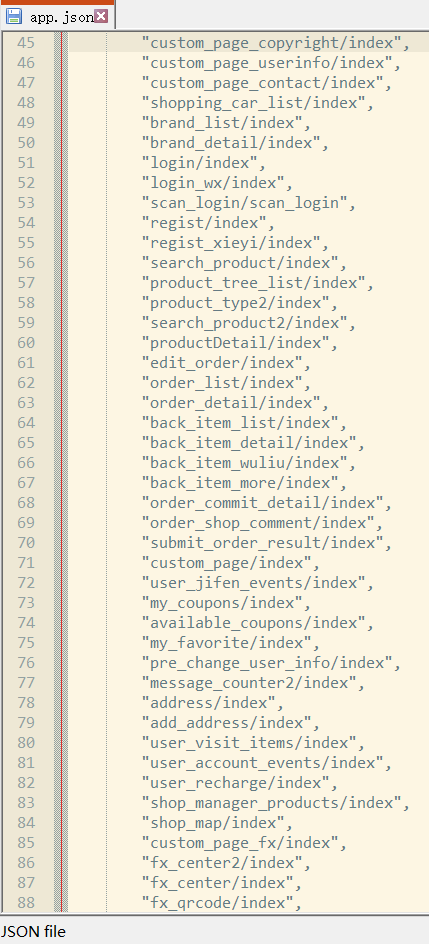 app.json
45 "custom_page_copyright/index",
46 "custom_page_userinfo/index",
47 "custom_page_contact/index",
48 "shopping_car_list/index",
49 "brand_list/index",
50 "brand_detail/index",
51 "login/index",
52 "login_wx/index",
53 "scan_login/scan_login",
54 "regist/index",
55 "regist_xieyi/index",
56 "search_product/index",
57 "product_tree_list/index",
58 "product_type2/index",
59 "search_product2/index",
60 "productDetail/index",
61 "edit_order/index",
62 "order_list/index",
63 "order_detail/index",
64 "back_item_list/index",
65 "back_item_detail/index",
66 "back_item_wuliu/index",
67 "back_item_more/index",
68 "order_commit_detail/index",
69 "order_shop_comment/index",
70 "submit_order_result/index",
71 "custom_page/index",
72 "user_jifen_events/index",
73 "my_coupons/index",
74 "available_coupons/index",
75 "my_favorite/index",
76 "pre_change_user_info/index",
77 "message_counter2/index",
78 "address/index",
79 "add_address/index",
80 "user_visit_items/index",
81 "user_account_events/index",
82 "user_recharge/index",
83 "shop_manager_products/index",
84 "shop_map/index",
85 "custom_page_fx/index",
86 "fx_center2/index",
87 "fx_center/index",
88 "fx_qrcode/index",
JSON file